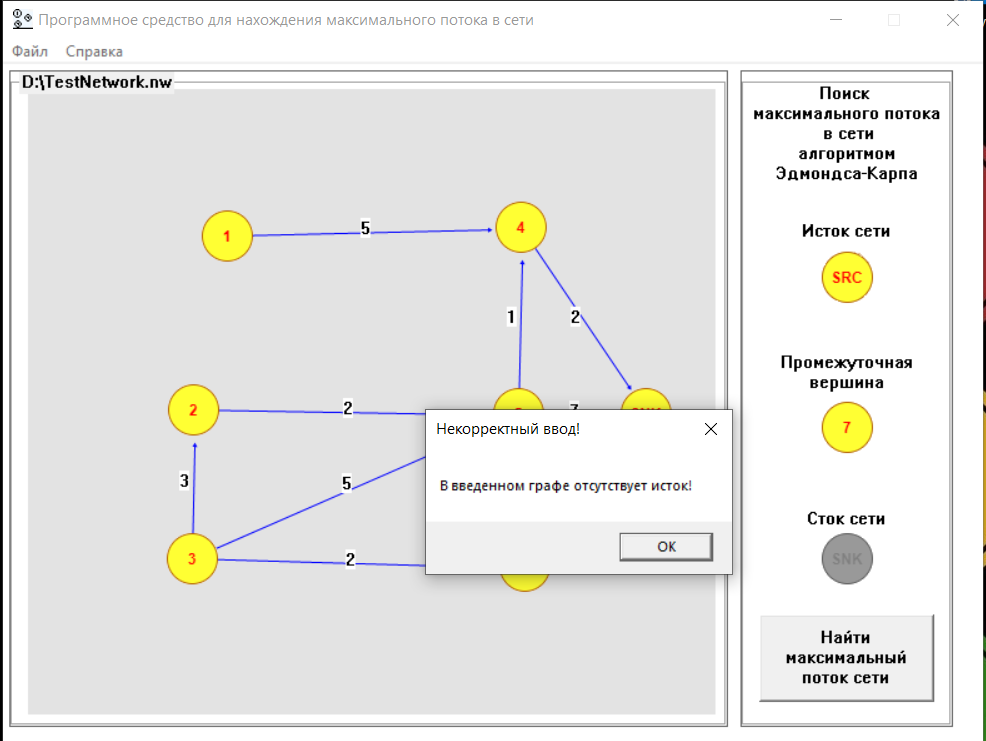 Программное средство для нахождения максимального потока в сети
Файл Справка
D:\TestNetwork.nw
1
5
4
1
2
2
2
3
5
3
2
Некорректный ввод!
В введенном графе отсутствует исток!
OK
Поиск
максимального потока
в сети
алгоритмом
Эдмондса-Карпа
Исток сети
SRC
Промежуточная
вершина
7
Сток сети
SNK
Найти
максимальный
поток сети